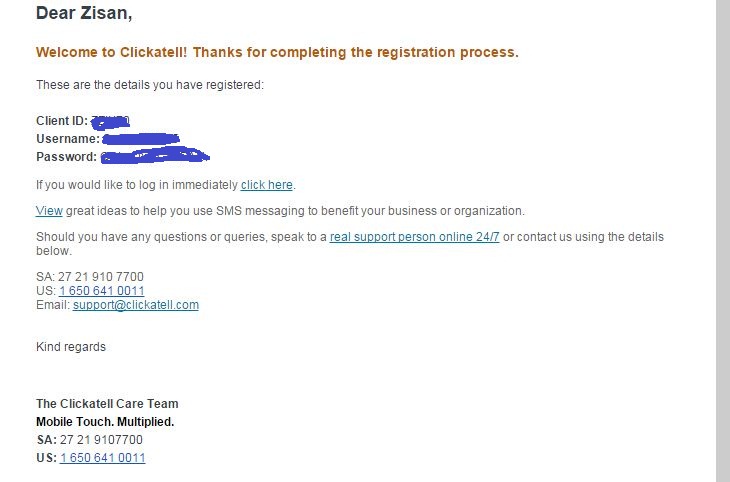 Dear Zisan,
Welcome to Clickatell! Thanks for completing the registration process.
These are the details you have registered:
Client ID:
Username:
Password:
If you would like to log in immediately click here.
View great ideas to help you use SMS messaging to benefit your business or organization.
Should you have any questions or queries, speak to a real support person online 24/7 or contact us using the details
below.
SA: 27 21 910 7700
US: 1 650 641 0011
Email: support@clickatell.com
Kind regards
The Clickatell Care Team
Mobile Touch. Multiplied.
SA: 27 21 9107700
US: 1 650 641 0011